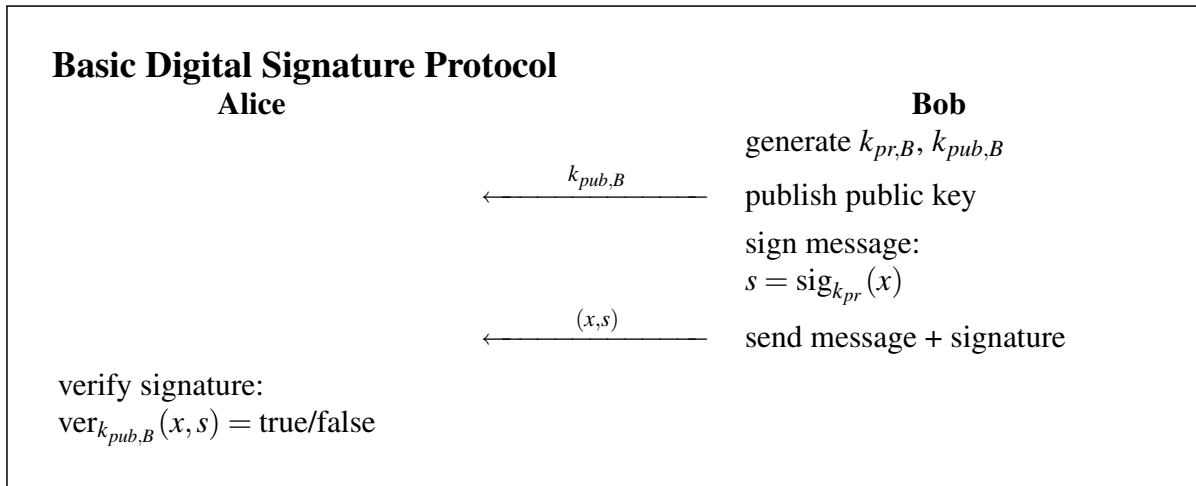 Basic Digital Signature Protocol
Alice Bob
generate k_{pr,B}, k_{pub,B}
k_{pub,B} publish public key
sign message:
s = sig_{k_{pr}}(x)
(x,s) send message + signature
verify signature:
ver_{k_{pub,B}}(x,s) = true/false